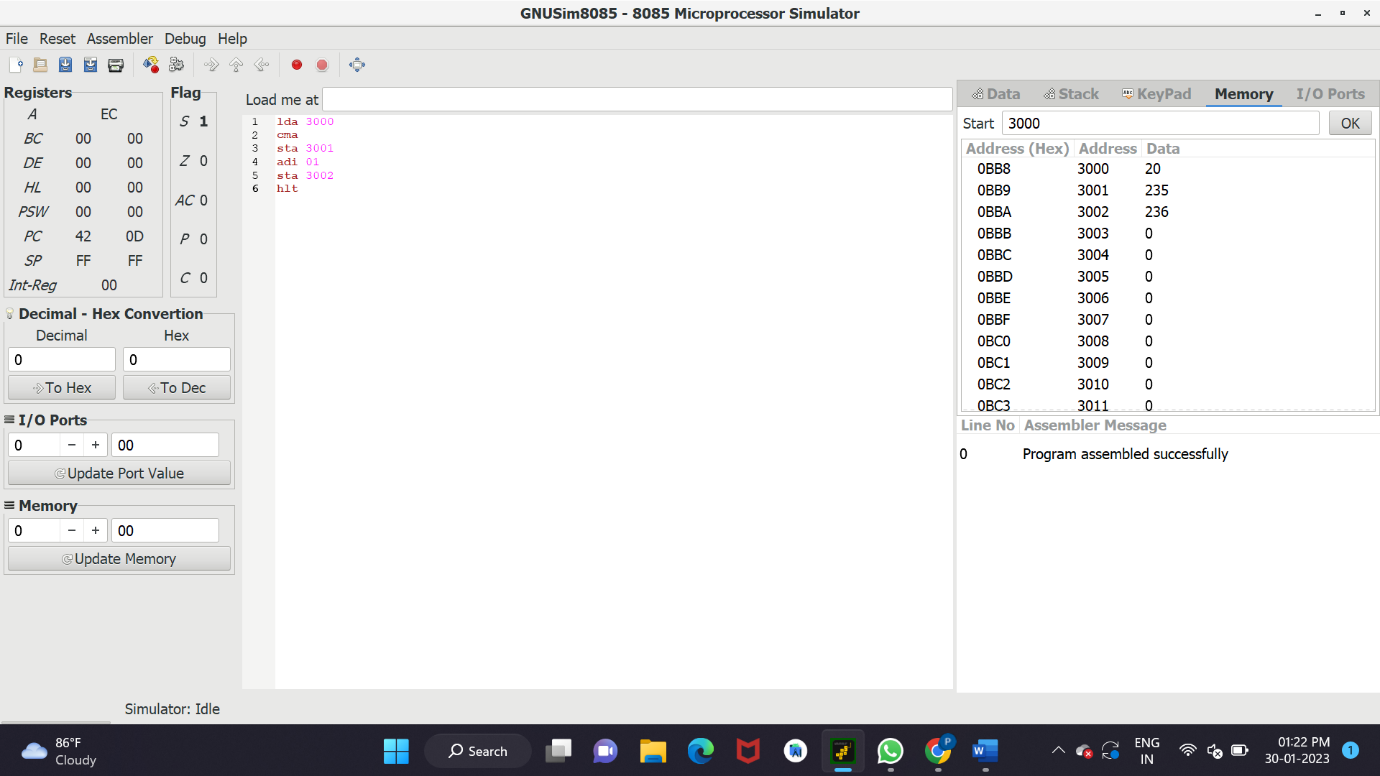 GNUSim8085 - 8085 Microprocessor Simulator
File Reset Assembler Debug Help
Registers
A EC
BC 00 00
DE 00 00
HL 00 00
PSW 00 00
PC 42 0D
SP FF FF
Int-Reg 00
Flag
S 1
Z 0
AC 0
P 0
C 0
Decimal - Hex Convertion
Decimal Hex
0 0
To Hex To Dec
I/O Ports
0 - + 00
Update Port Value
Memory
0 - + 00
Update Memory
Load me at
1 lda 3000
2 cma
3 sta 3001
4 adi 01
5 sta 3002
6 hlt
Data Stack KeyPad Memory I/O Ports
Start 3000 OK
Address (Hex) Address Data
0BB8 3000 20
0BB9 3001 235
0BBA 3002 236
0BBB 3003 0
0BBC 3004 0
0BBD 3005 0
0BBE 3006 0
0BBF 3007 0
0BC0 3008 0
0BC1 3009 0
0BC2 3010 0
0BC3 3011 0
Line No Assembler Message
0 Program assembled successfully
Simulator: Idle
86°F
Cloudy
Search
ENG
IN
01:22 PM
30-01-2023
1